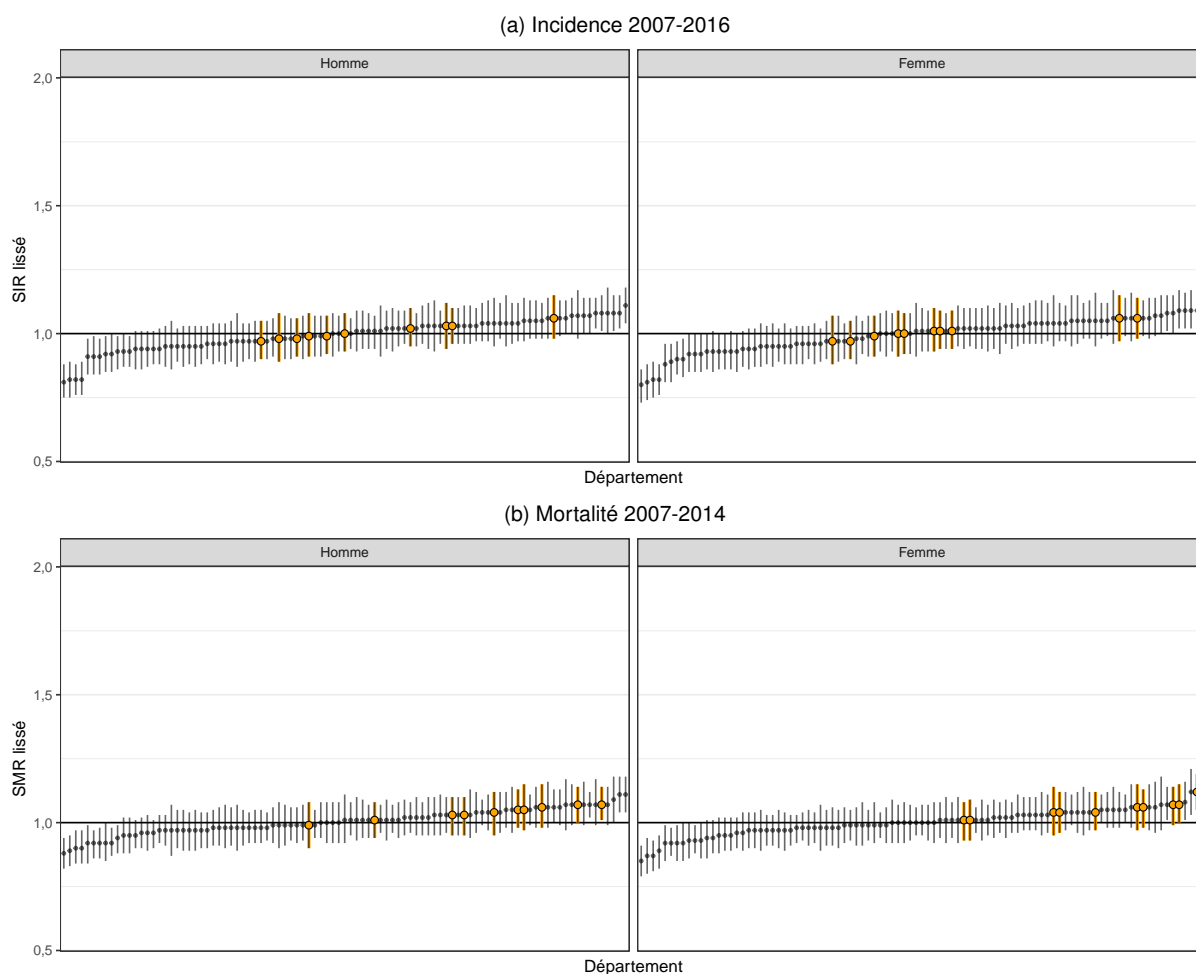 (a) Incidence 2007-2016
Homme
Femme
2,0
1,5
1,0
0,5
SIR lissé
Département
(b) Mortalité 2007-2014
Homme
Femme
2,0
1,5
1,0
0,5
SMR lissé
Département